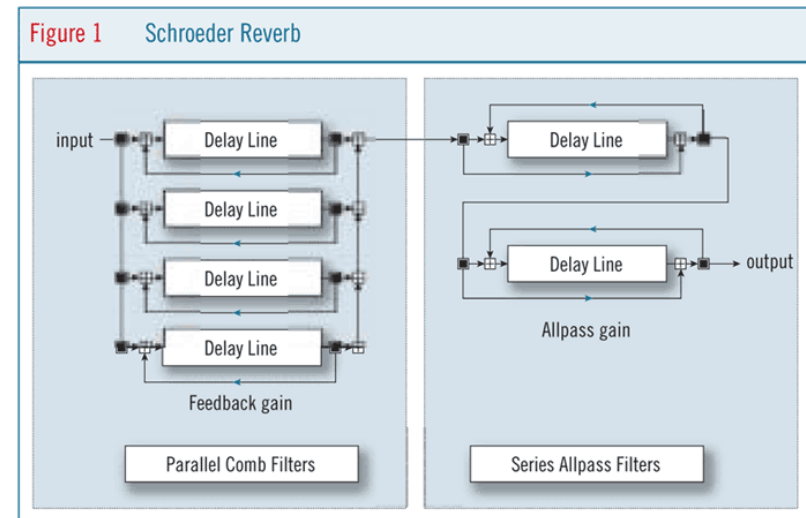 Figure 1 Schroeder Reverb
input
Delay Line
Delay Line
Delay Line
Delay Line
Feedback gain
Parallel Comb Filters
Delay Line
Delay Line
output
Allpass gain
Series Allpass Filters